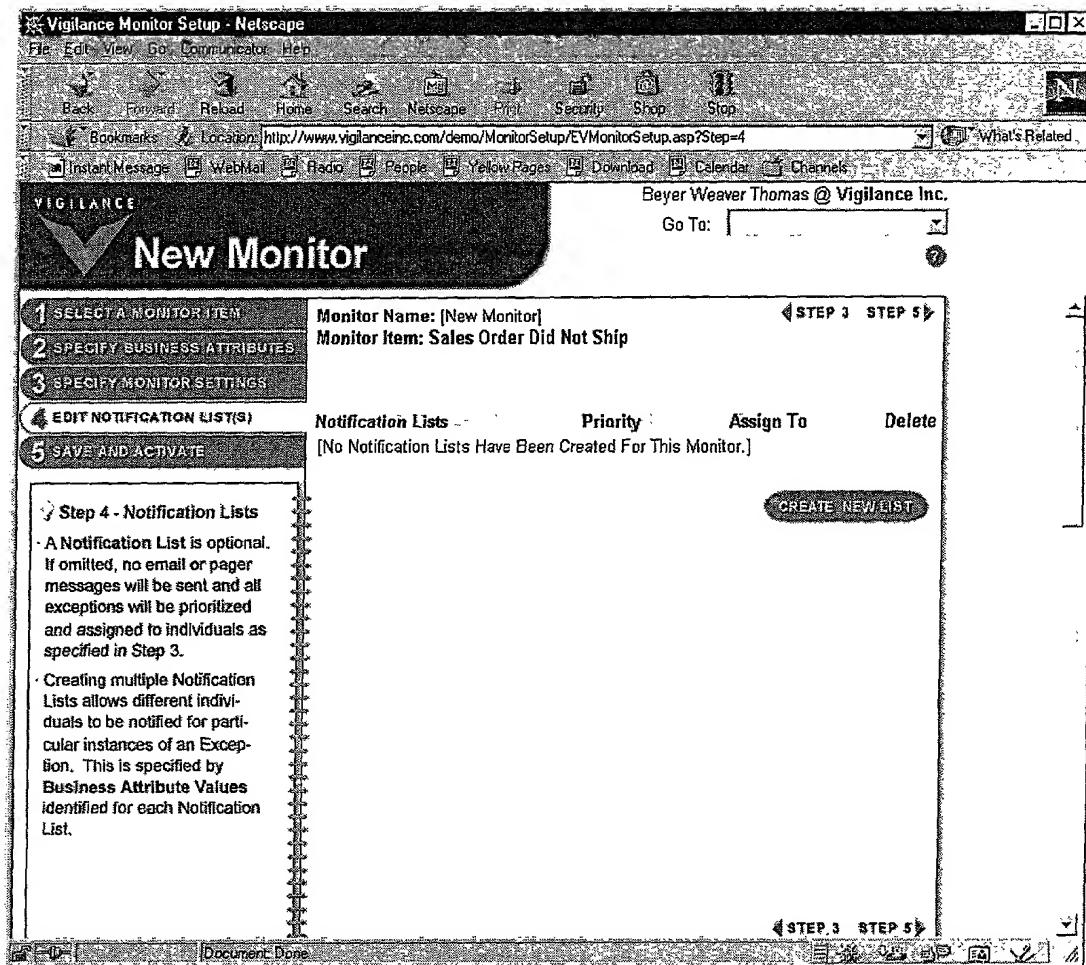 Vigilance Monitor Setup - Netscape
File Edit View Go Communicator Help
Back Forward Reload Home Search Netscape Print Security Shop Stop
N
Bookmarks Location: http://www.vigilanceinc.com/demo/MonitorSetup/EVMonitorSetup.asp?Step=4 What's Related
Instant Message WebMail Radio People Yellow Pages Download Calendar Channels
VIGILANCE
New Monitor
Beyer Weaver Thomas @ Vigilance Inc.
Go To:
?
1 SELECT A MONITOR ITEM
2 SPECIFY BUSINESS ATTRIBUTES
3 SPECIFY MONITOR SETTINGS
4 EDIT NOTIFICATION LIST(S)
5 SAVE AND ACTIVATE
Monitor Name: [New Monitor]
STEP 3 STEP 5
Monitor Item: Sales Order Did Not Ship
Notification Lists Priority Assign To Delete
[No Notification Lists Have Been Created For This Monitor.]
CREATE NEW LIST
Step 4 - Notification Lists
· A Notification List is optional.
If omitted, no email or pager
messages will be sent and all
exceptions will be prioritized
and assigned to individuals as
specified in Step 3.
· Creating multiple Notification
Lists allows different indivi-
duals to be notified for parti-
cular instances of an Excep-
tion. This is specified by
Business Attribute Values
identified for each Notification
List.
STEP 3 STEP 5
Document: Done